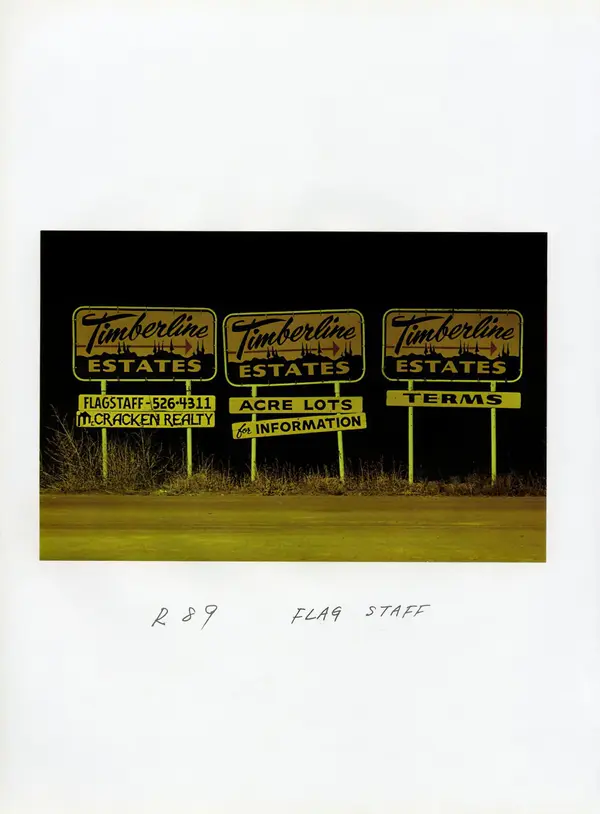 Timberline
ESTATES
FLAGSTAFF-526-4311
McCRACKEN REALTY
Timberline
ESTATES
ACRE LOTS
for INFORMATION
Timberline
ESTATES
TERMS
R 89 FLAG STAFF